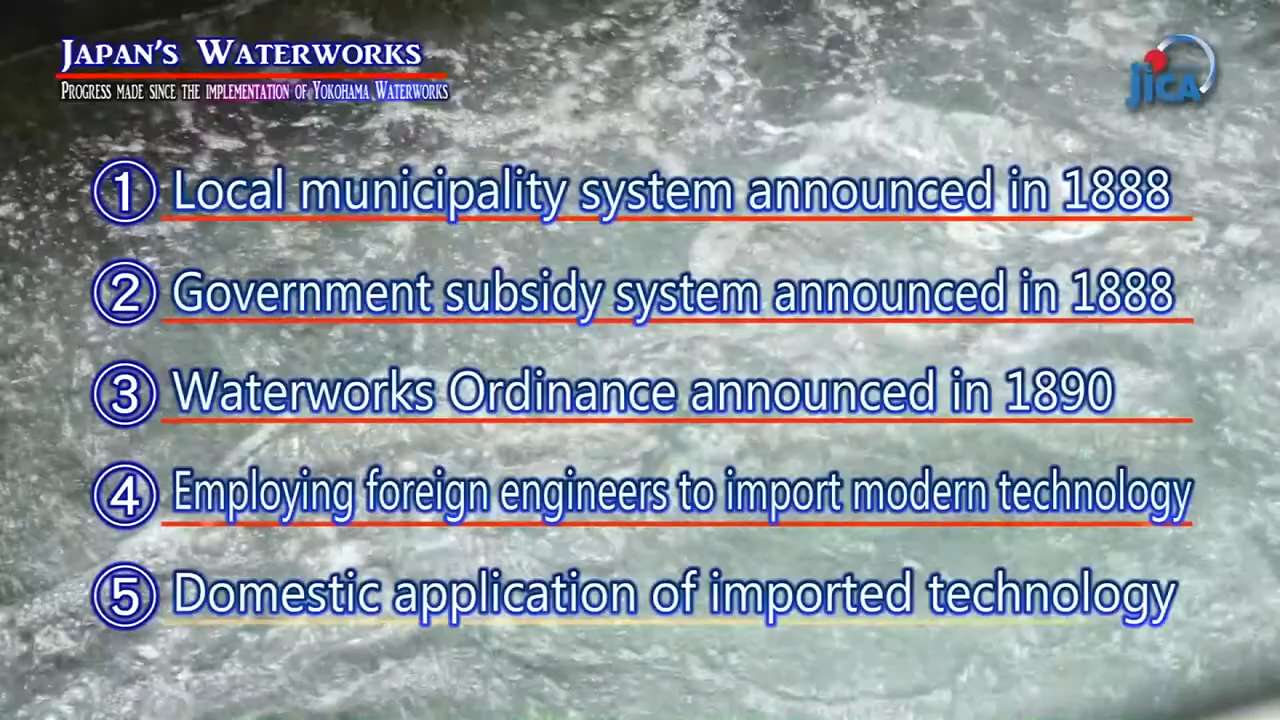 JAPAN'S WATERWORKS
PROGRESS MADE SINCE THE IMPLEMENTATION OF YOKOHAMA WATERWORKS
JICA
① Local municipality system announced in 1888
② Government subsidy system announced in 1888
③ Waterworks Ordinance announced in 1890
④ Employing foreign engineers to import modern technology
⑤ Domestic application of imported technology